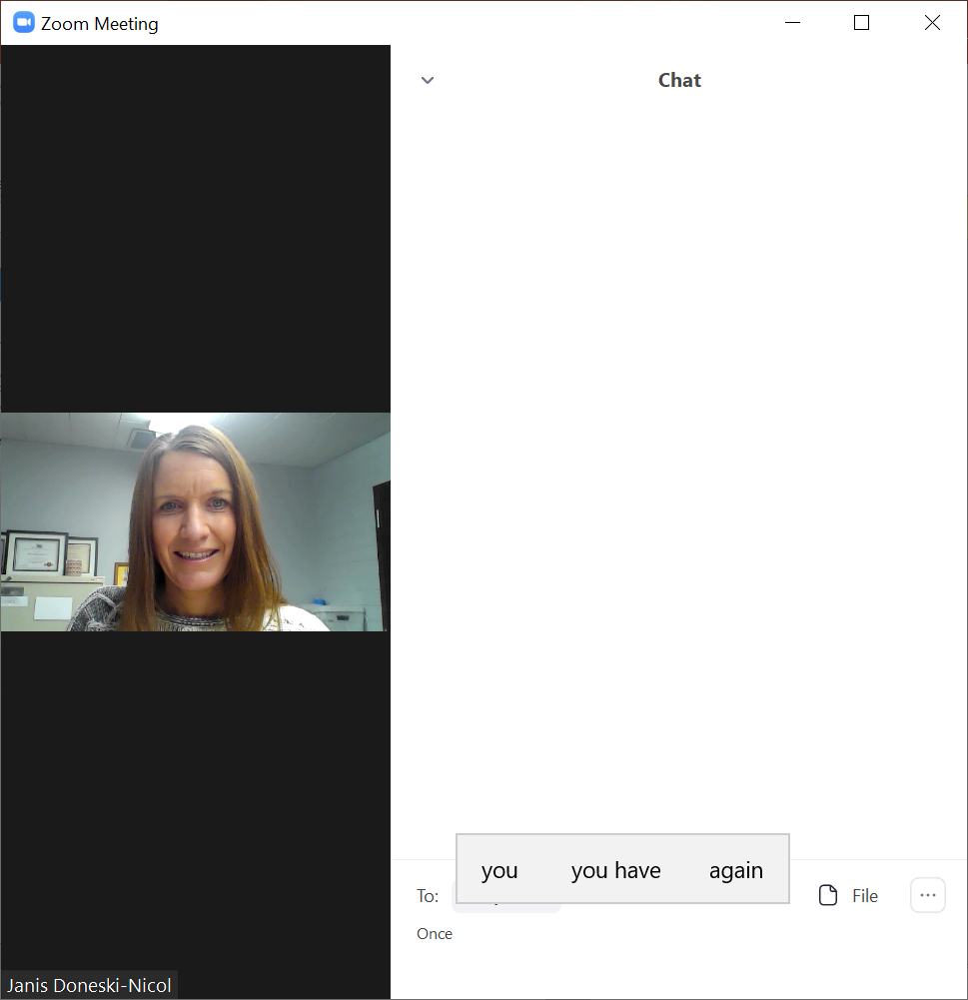 Zoom Meeting
Chat
you you have again
To:
File
Once
Janis Doneski-Nicol